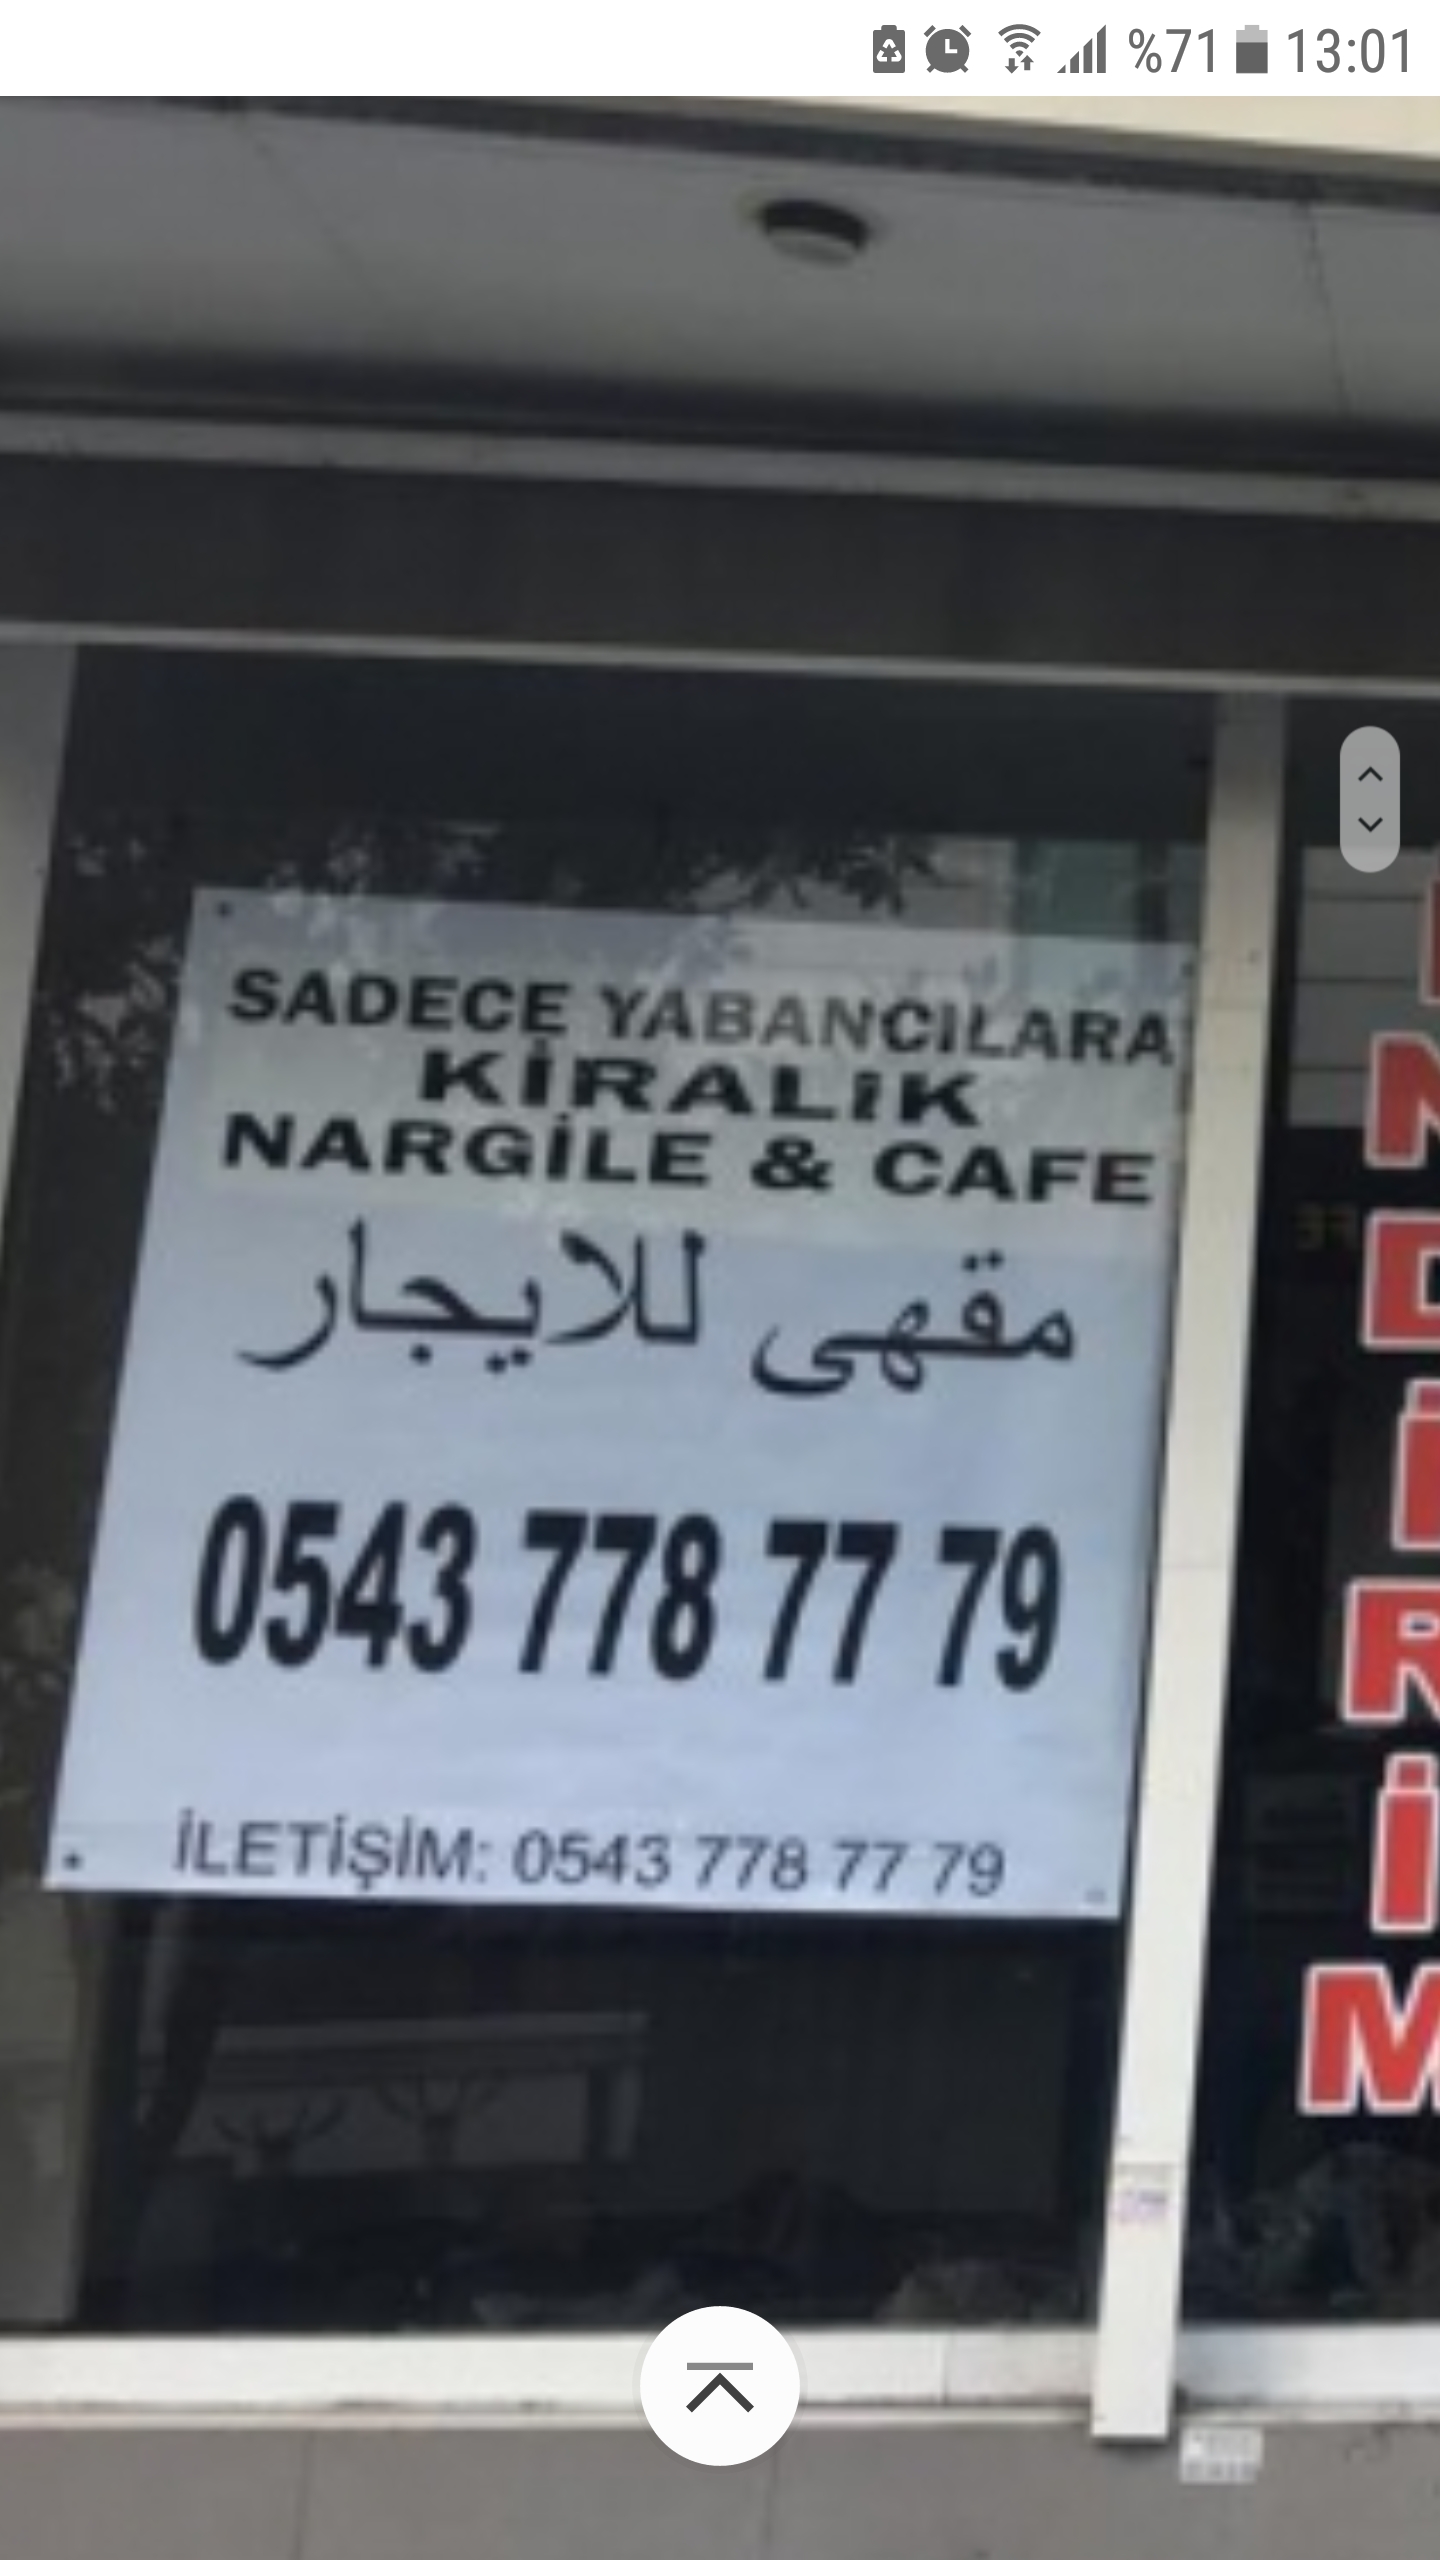 %71 13:01
SADECE YABANCILARA
KİRALIK
NARGİLE & CAFE
مقهى للايجار
0543 778 77 79
İLETİŞİM: 0543 778 77 79
N
D
İ
R
İ
M